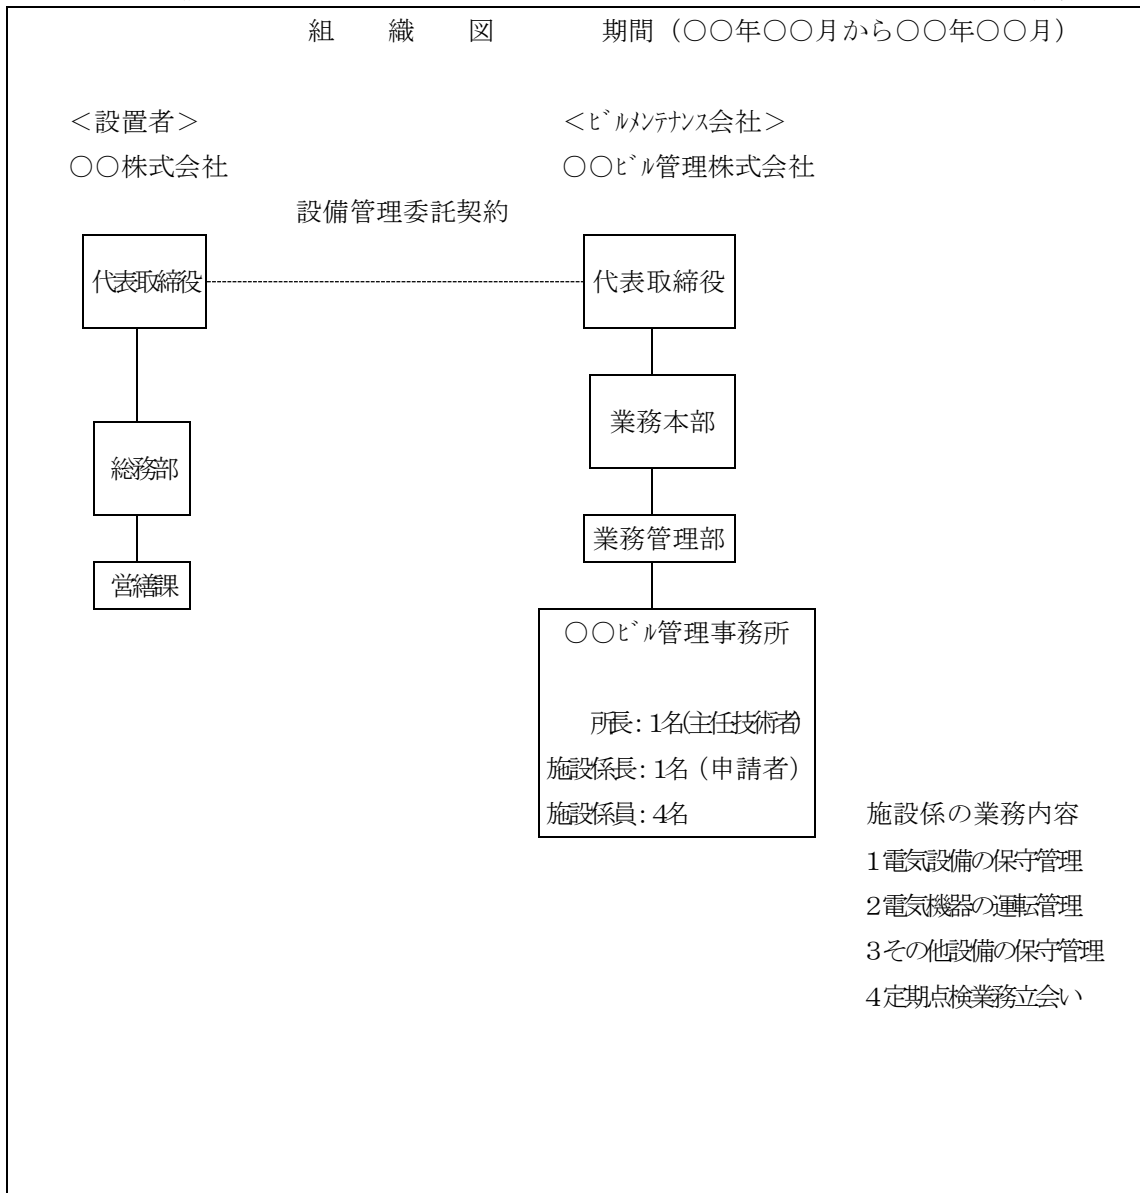 組　織　図　期間（○○年○○月から○○年○○月）
＜設置者＞
○○株式会社
＜ﾋﾞﾙﾒﾝﾃﾅﾝｽ会社＞
○○ﾋﾞﾙ管理株式会社
設備管理委託契約
代表取締役
総務部
営繕課
代表取締役
業務本部
業務管理部
○○ﾋﾞﾙ管理事務所
所長：1名(主任技術者)
施設係長：1名（申請者）
施設係員：4名
施設係の業務内容
1電気設備の保守管理
2電気機器の運転管理
3その他設備の保守管理
4定期点検業務立会い